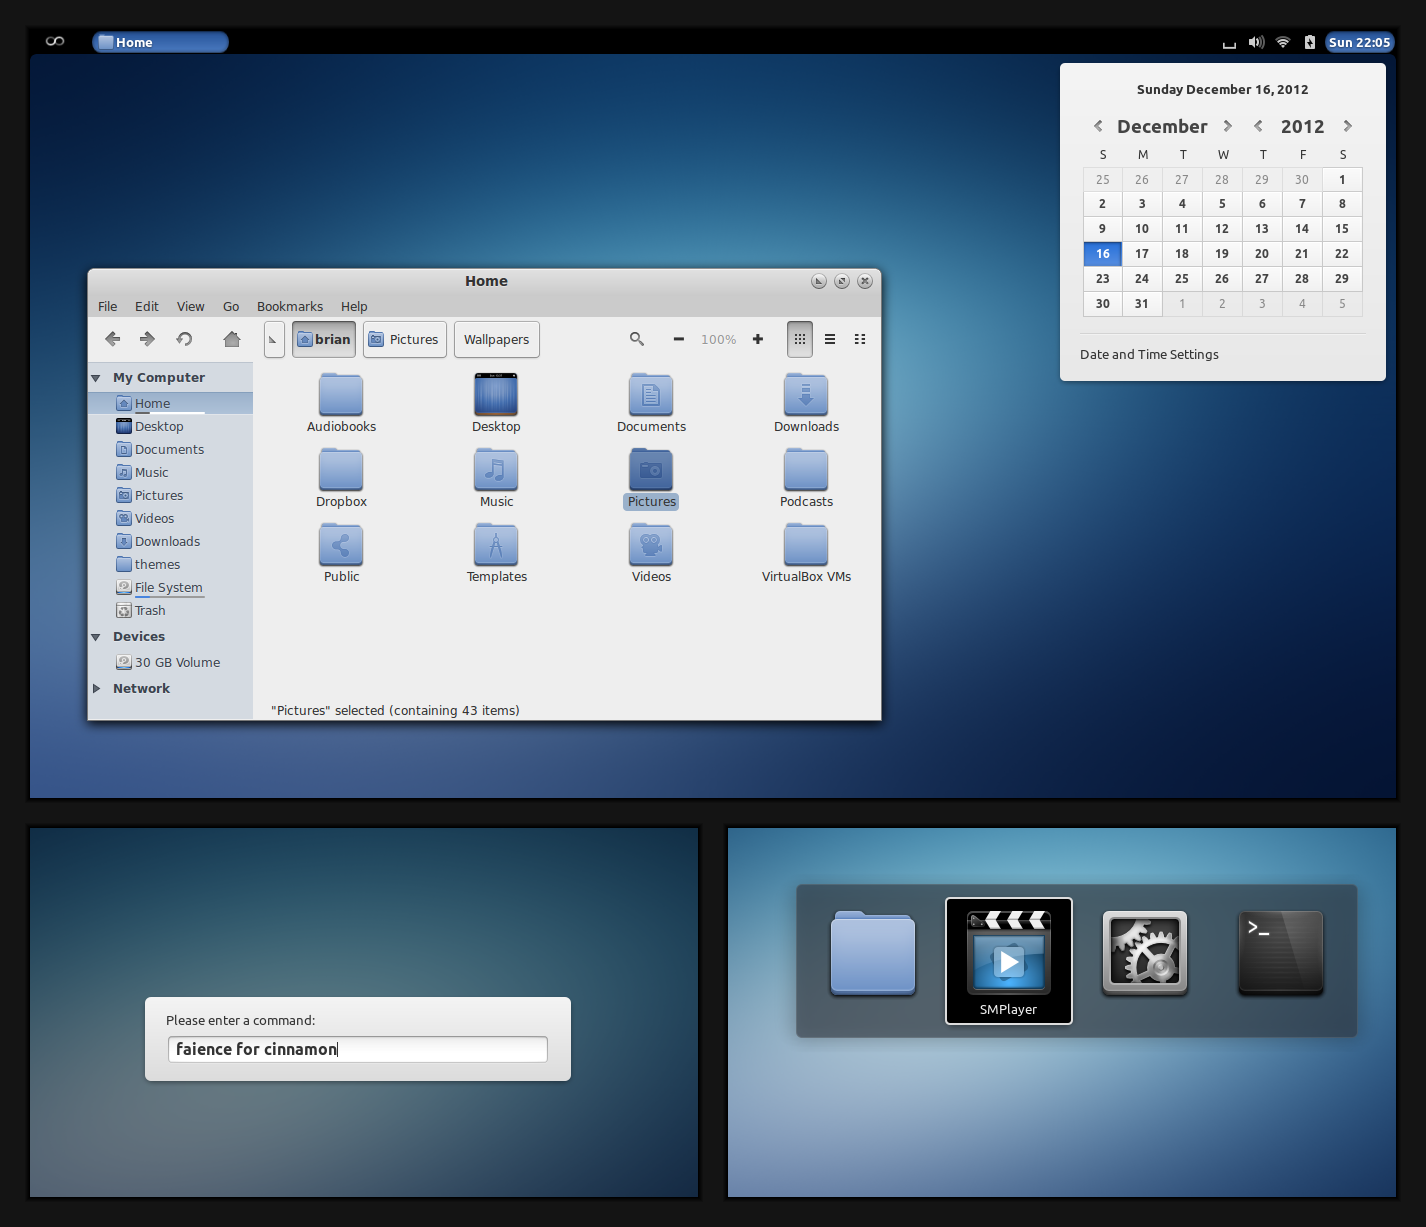 Home
Sun 22:05
Sunday December 16, 2012
December 2012
S M T W T F S
25 26 27 28 29 30 1
2 3 4 5 6 7 8
9 10 11 12 13 14 15
16 17 18 19 20 21 22
23 24 25 26 27 28 29
30 31 1 2 3 4 5
Date and Time Settings
Home
File Edit View Go Bookmarks Help
brian Pictures Wallpapers 100%
My Computer
Home
Desktop
Documents
Music
Pictures
Videos
Downloads
themes
File System
Trash
Devices
30 GB Volume
Network
Audiobooks Desktop Documents Downloads
Dropbox Music Pictures Podcasts
Public Templates Videos VirtualBox VMs
"Pictures" selected (containing 43 items)
Please enter a command:
faience for cinnamon
SMPlayer
>_